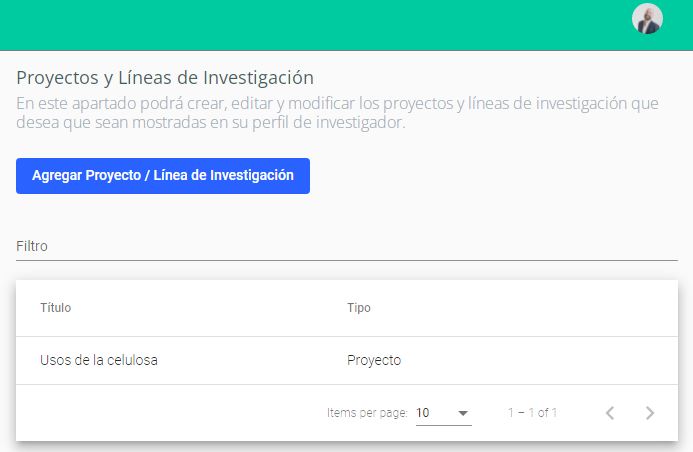 Proyectos y Líneas de Investigación
En este apartado podrá crear, editar y modificar los proyectos y líneas de investigación que
desea que sean mostradas en su perfil de investigador.
Agregar Proyecto / Línea de Investigación
Filtro
Título Tipo
Usos de la celulosa Proyecto
Items per page: 10 1 – 1 of 1